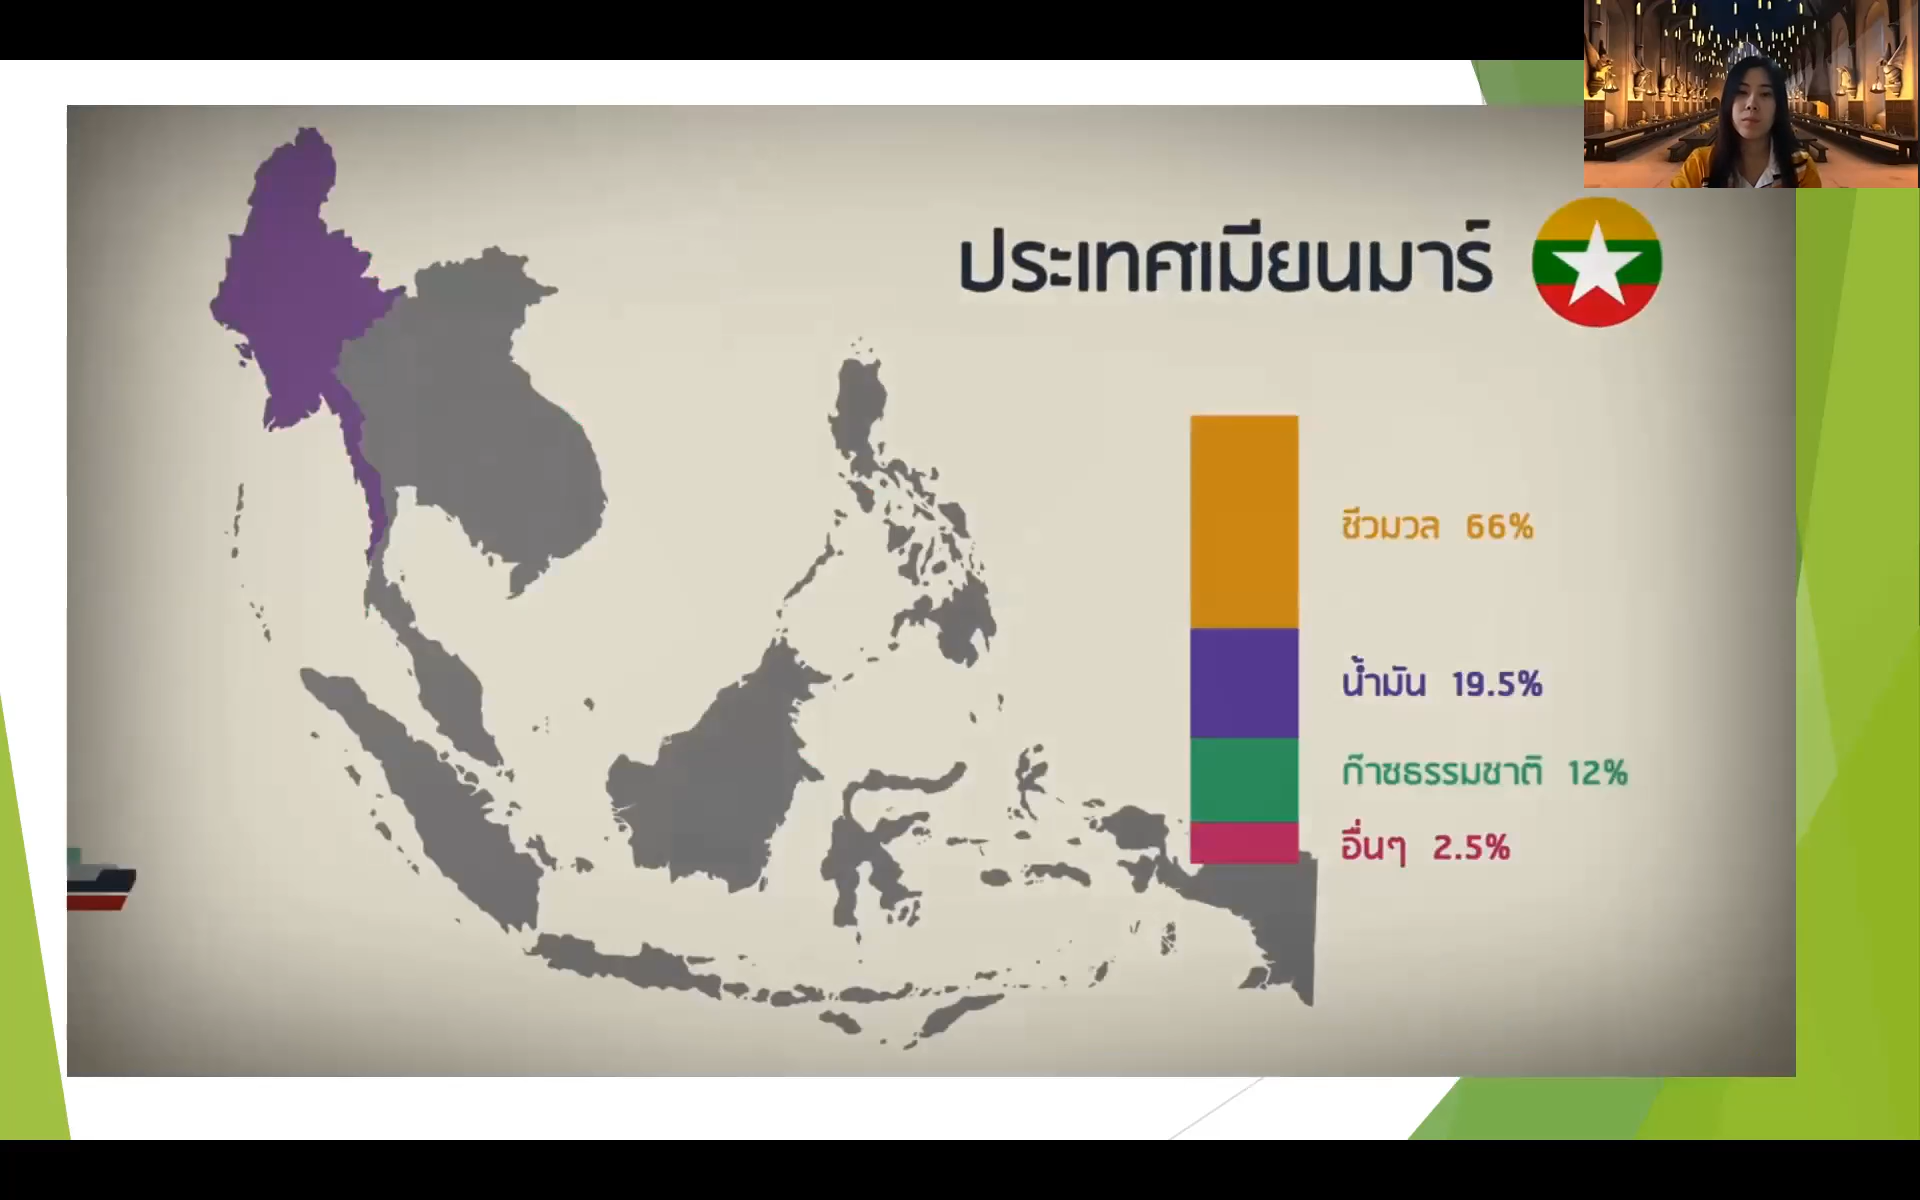 ประเทศเมียนมาร์
ชีวมวล 66%
น้ำมัน 19.5%
ก๊าซธรรมชาติ 12%
อื่นๆ 2.5%